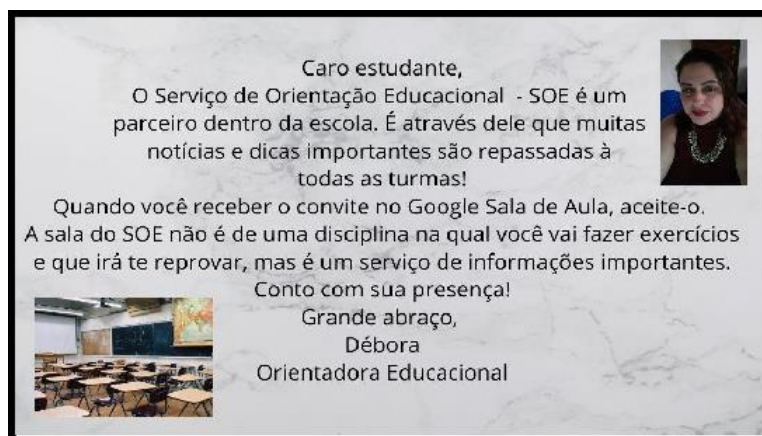 Caro estudante,
O Serviço de Orientação Educacional - SOE é um
parceiro dentro da escola. É através dele que muitas
notícias e dicas importantes são repassadas à
todas as turmas!
Quando você receber o convite no Google Sala de Aula, aceite-o.
A sala do SOE não é de uma disciplina na qual você vai fazer exercícios
e que irá te reprovar, mas é um serviço de informações importantes.
Conto com sua presença!
Grande abraço,
Débora
Orientadora Educacional